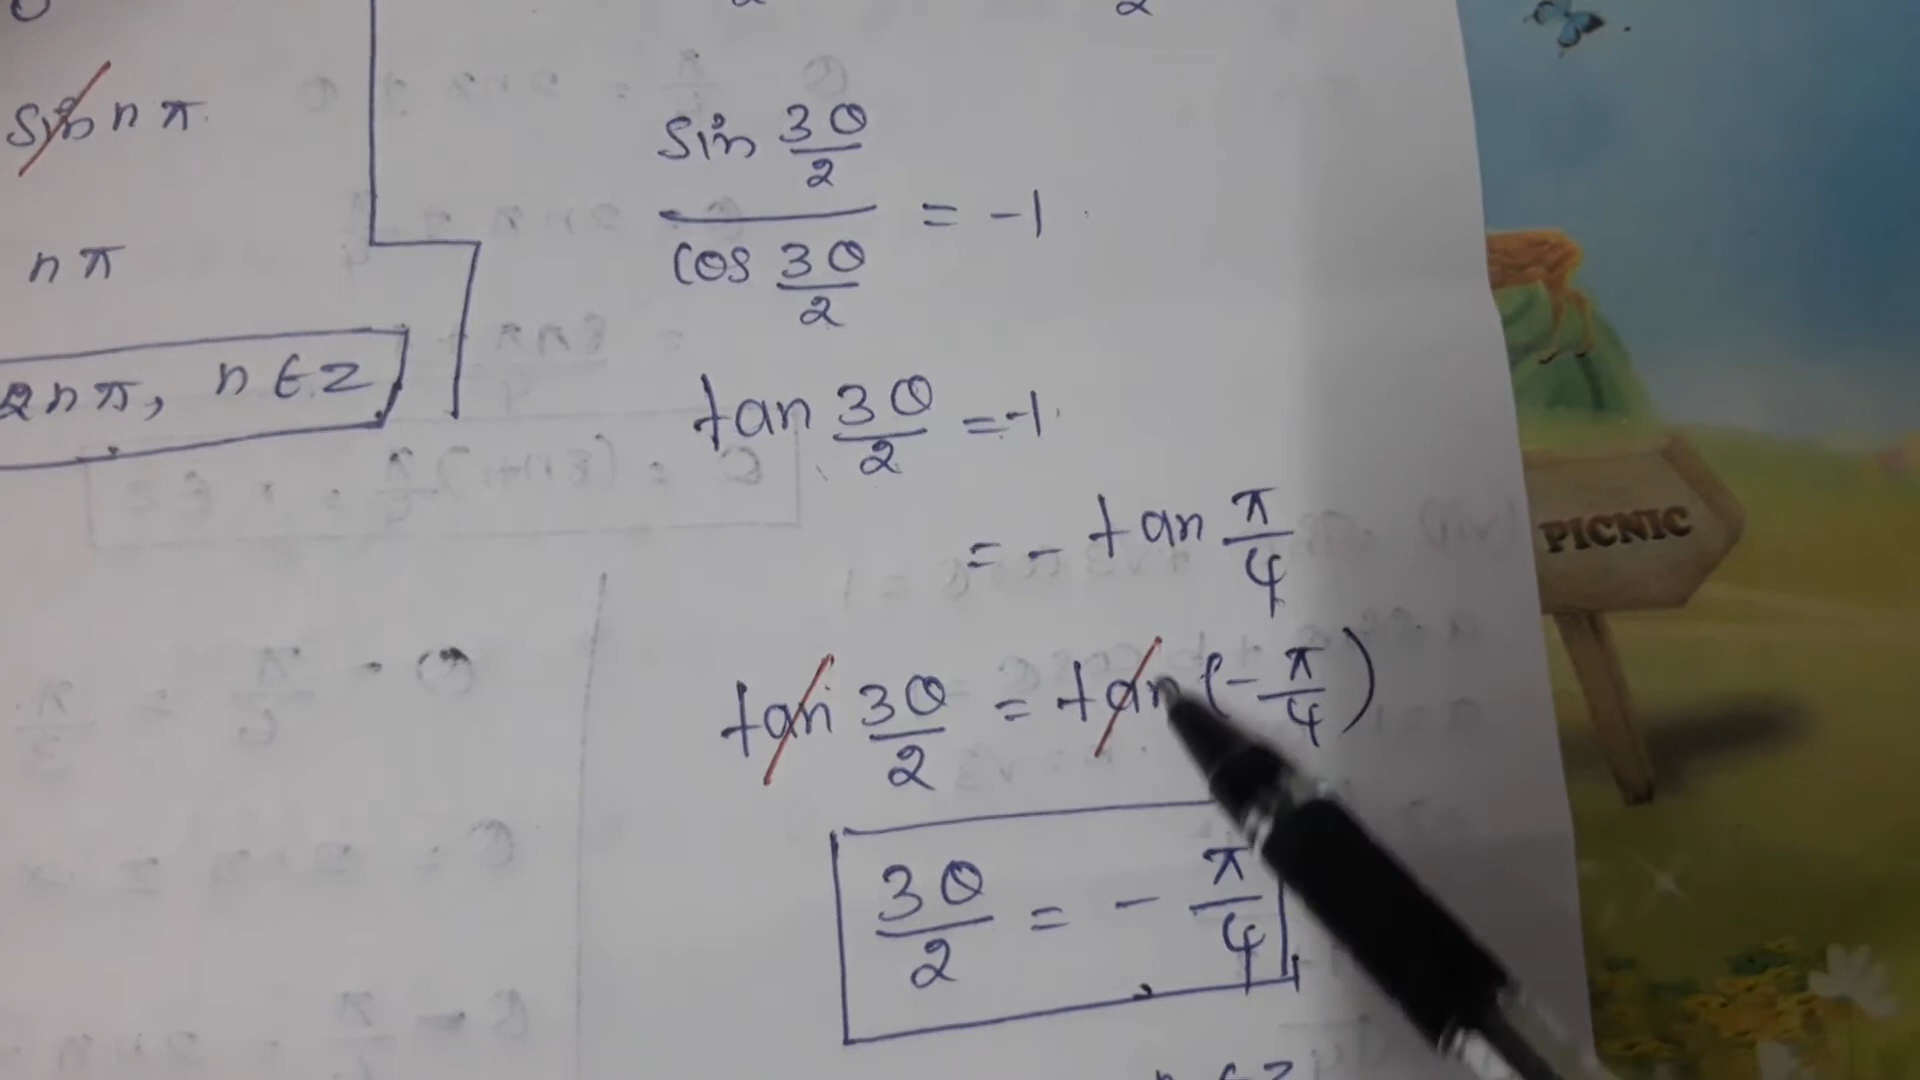 sin nπ
nπ
2nπ, n∈Z
sin 3θ/2 / cos 3θ/2 = -1
tan 3θ/2 = -1
= - tan π/4
tan 3θ/2 = tan (-π/4)
3θ/2 = - π/4
PICNIC